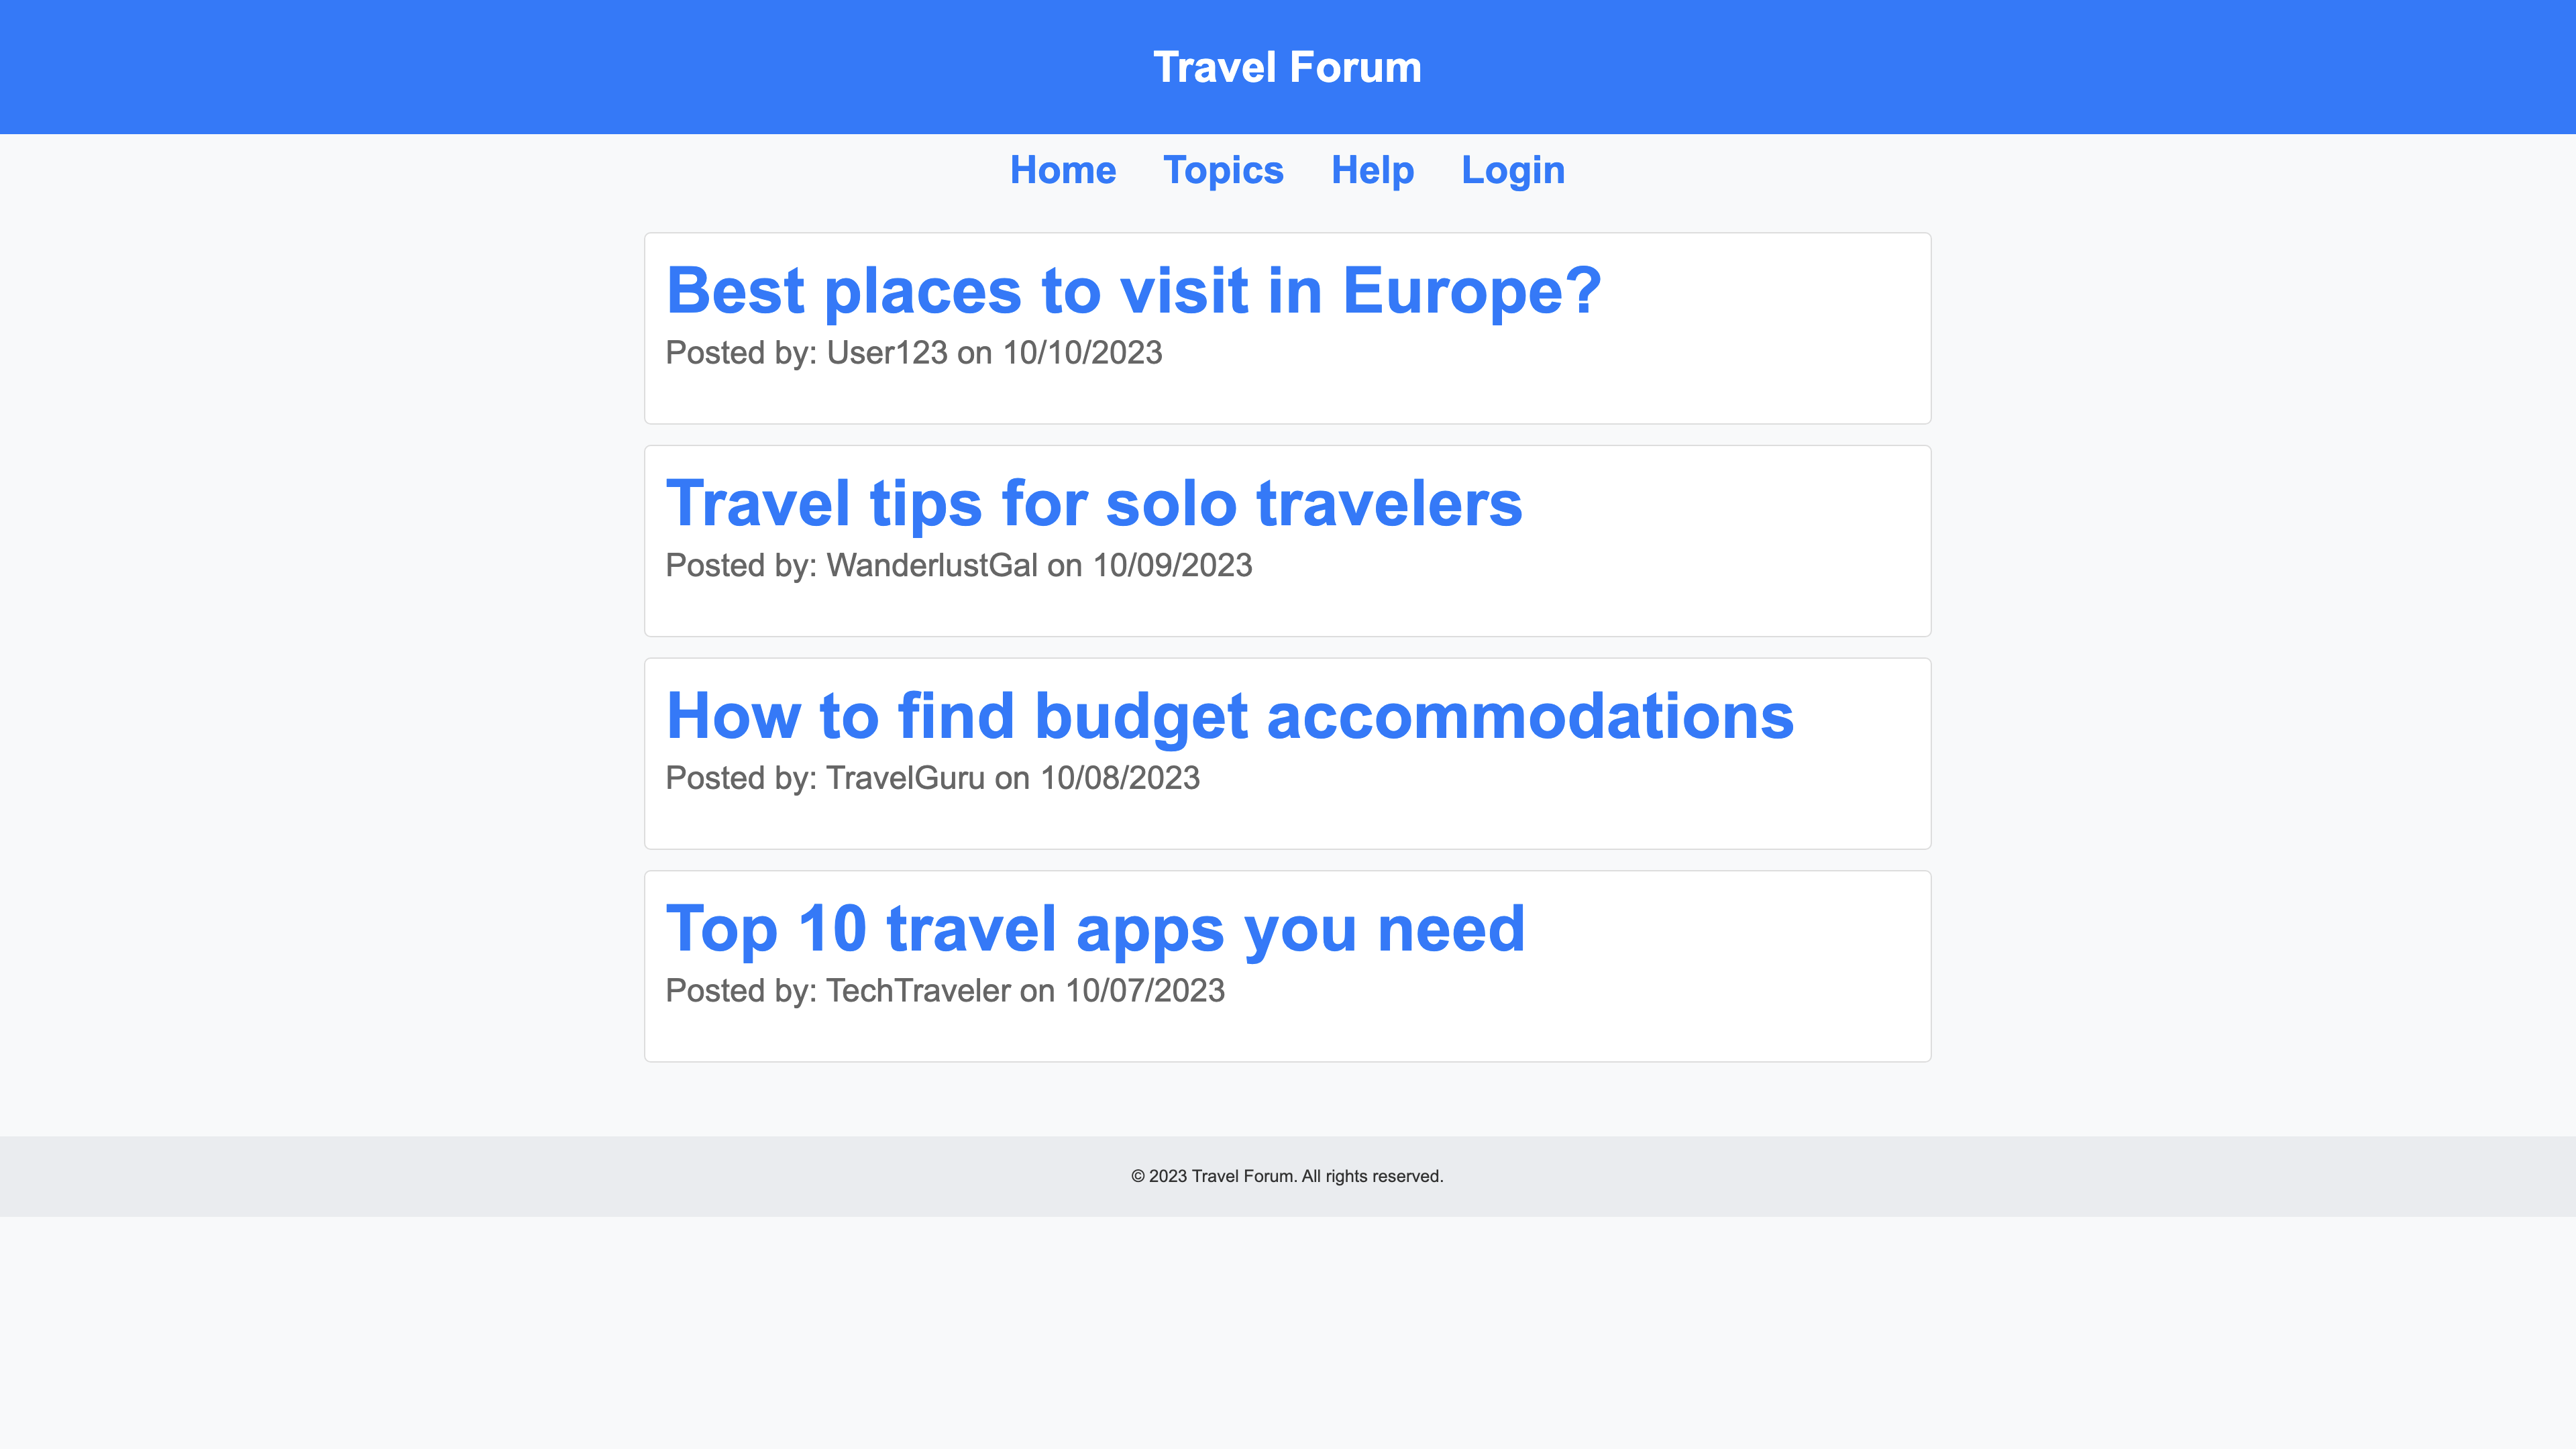 Travel Forum
Home Topics Help Login
Best places to visit in Europe?
Posted by: User123 on 10/10/2023
Travel tips for solo travelers
Posted by: WanderlustGal on 10/09/2023
How to find budget accommodations
Posted by: TravelGuru on 10/08/2023
Top 10 travel apps you need
Posted by: TechTraveler on 10/07/2023
© 2023 Travel Forum. All rights reserved.